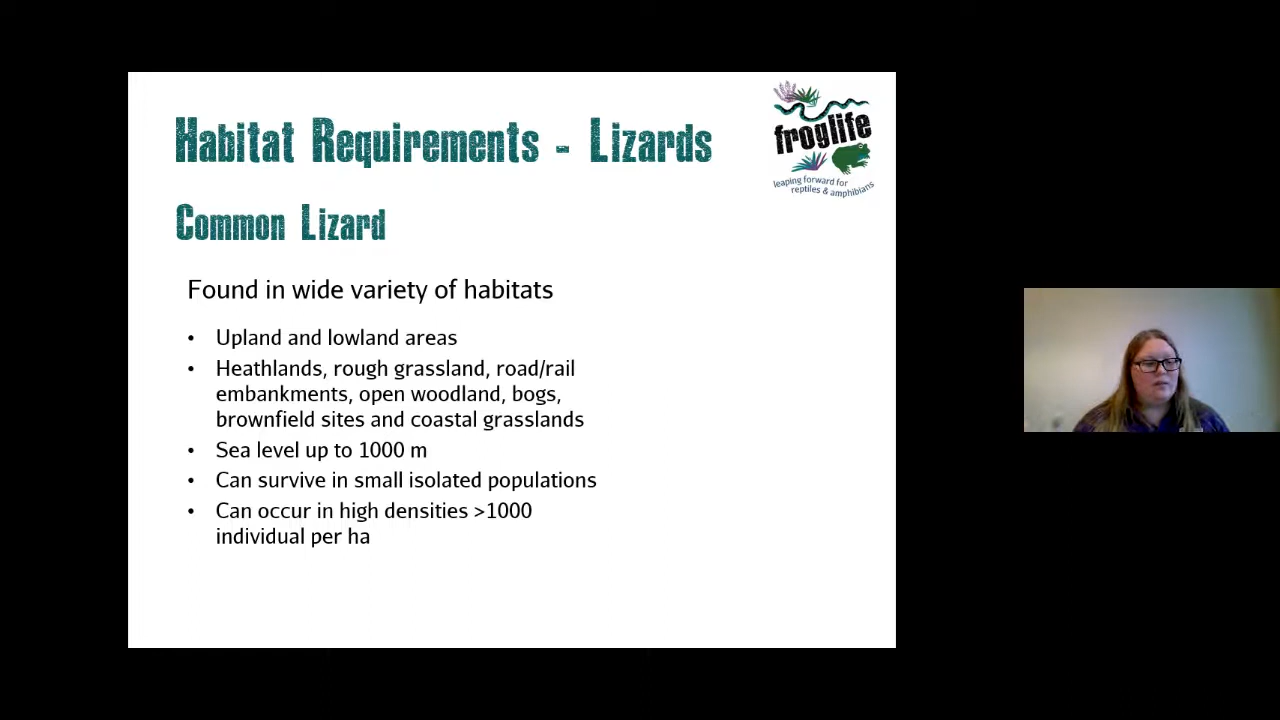 Habitat Requirements - Lizards
froglife
leaping forward for
reptiles & amphibians
Common Lizard
Found in wide variety of habitats
• Upland and lowland areas
• Heathlands, rough grassland, road/rail
embankments, open woodland, bogs,
brownfield sites and coastal grasslands
• Sea level up to 1000 m
• Can survive in small isolated populations
• Can occur in high densities >1000
individual per ha